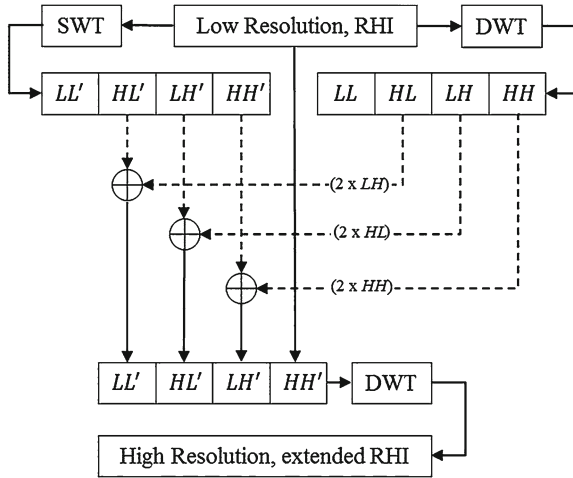 SWT
Low Resolution, RHI
DWT
LL′ HL′ LH′ HH′
LL HL LH HH
(2 x LH)
(2 x HL)
(2 x HH)
LL′ HL′ LH′ HH′
DWT
High Resolution, extended RHI